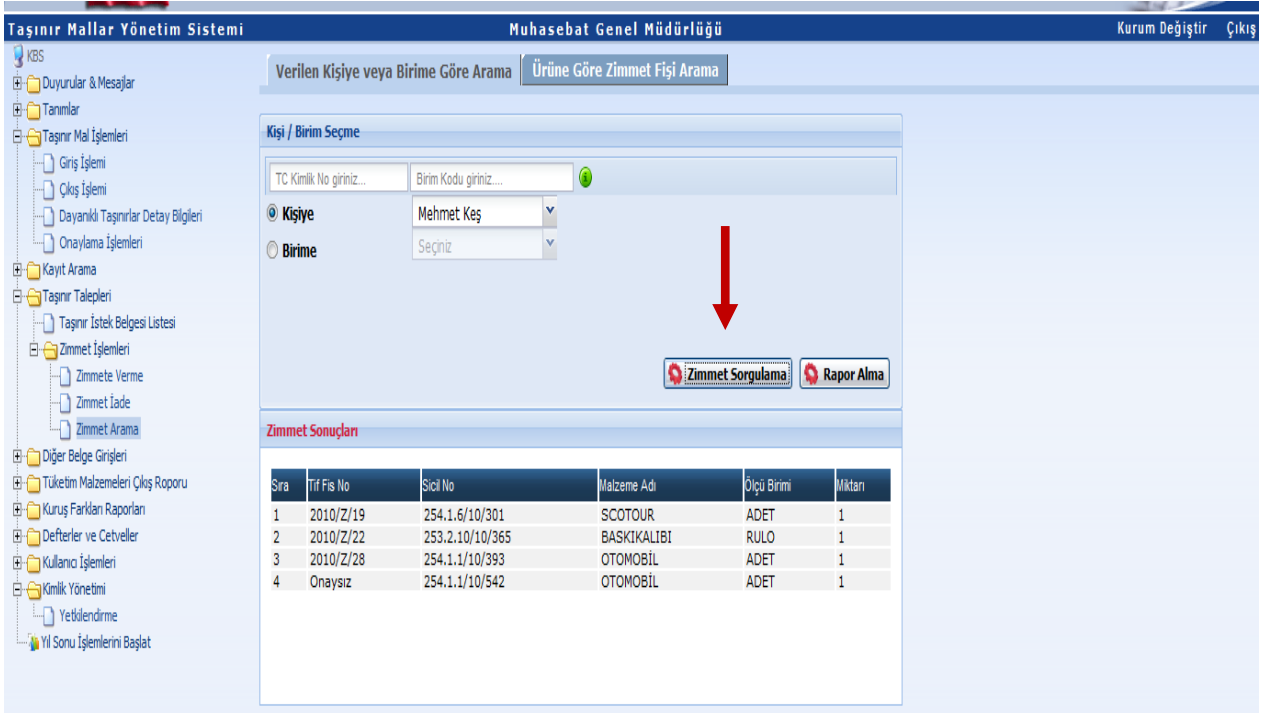 Taşınır Mallar Yönetim Sistemi
Muhasebat Genel Müdürlüğü
Kurum Değiştir Çıkış
KBS
Duyurular & Mesajlar
Tanımlar
Taşınır Mal İşlemleri
Giriş İşlemi
Çıkış İşlemi
Dayanıklı Taşınırlar Detay Bilgileri
Onaylama İşlemleri
Kayıt Arama
Taşınır Talepleri
Taşınır İstek Belgesi Listesi
Zimmet İşlemleri
Zimmete Verme
Zimmet İade
Zimmet Arama
Diğer Belge Girişleri
Tüketim Malzemeleri Çıkış Roporu
Kuruş Farkları Raporları
Defterler ve Cetveller
Kullanıcı İşlemleri
Kimlik Yönetimi
Yetkilendirme
Yıl Sonu İşlemlerini Başlat
Verilen Kişiye veya Birime Göre Arama
Ürüne Göre Zimmet Fişi Arama
Kişi / Birim Seçme
TC Kimlik No giriniz... Birim Kodu giriniz....
Kişiye Mehmet Keş
Birime Seçiniz
Zimmet Sorgulama Rapor Alma
Zimmet Sonuçları
Sıra Tif Fis No Sicil No Malzeme Adı Ölçü Birimi Miktarı
1 2010/Z/19 254.1.6/10/301 SCOTOUR ADET 1
2 2010/Z/22 253.2.10/10/365 BASKIKALIBI RULO 1
3 2010/Z/28 254.1.1/10/393 OTOMOBİL ADET 1
4 Onaysız 254.1.1/10/542 OTOMOBİL ADET 1